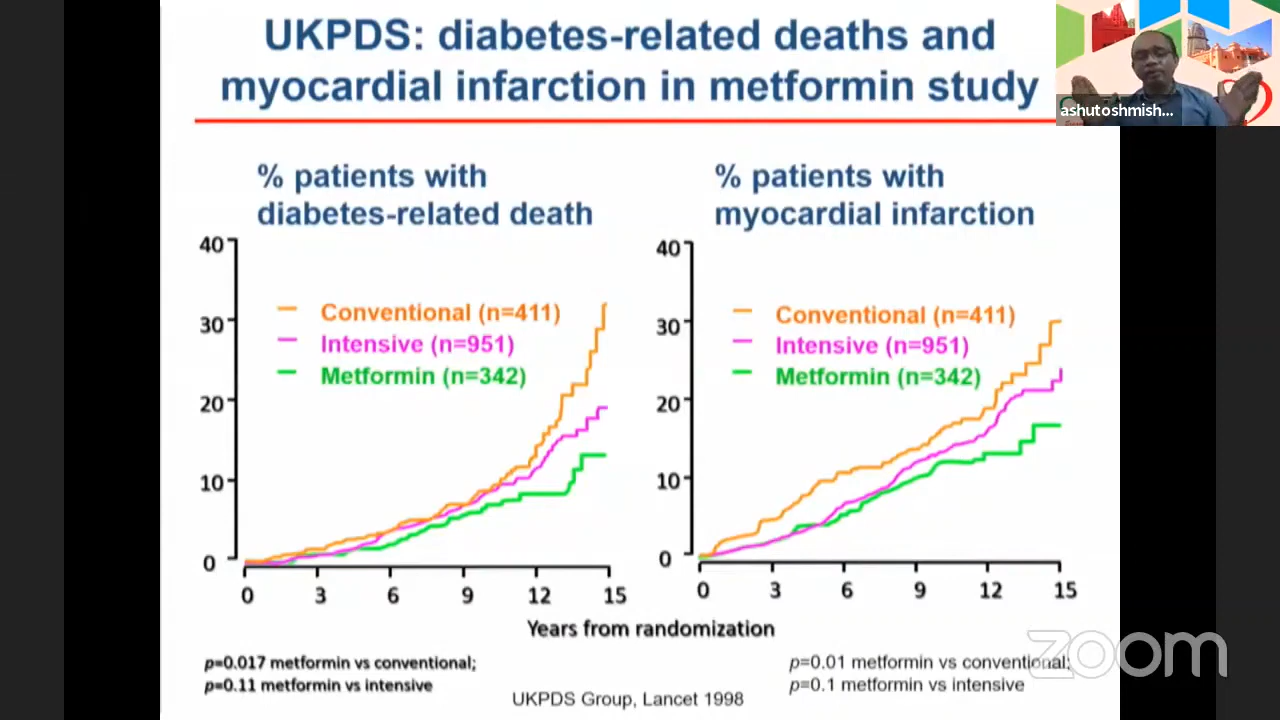 UKPDS: diabetes-related deaths and
myocardial infarction in metformin study
ashutoshmish...
% patients with
diabetes-related death
40
30
20
10
0
Conventional (n=411)
Intensive (n=951)
Metformin (n=342)
0 3 6 9 12 15
% patients with
myocardial infarction
40
30
20
10
0
Conventional (n=411)
Intensive (n=951)
Metformin (n=342)
0 3 6 9 12 15
Years from randomization
p=0.017 metformin vs conventional;
p=0.11 metformin vs intensive
p=0.01 metformin vs conventional;
p=0.1 metformin vs intensive
UKPDS Group, Lancet 1998
zoom